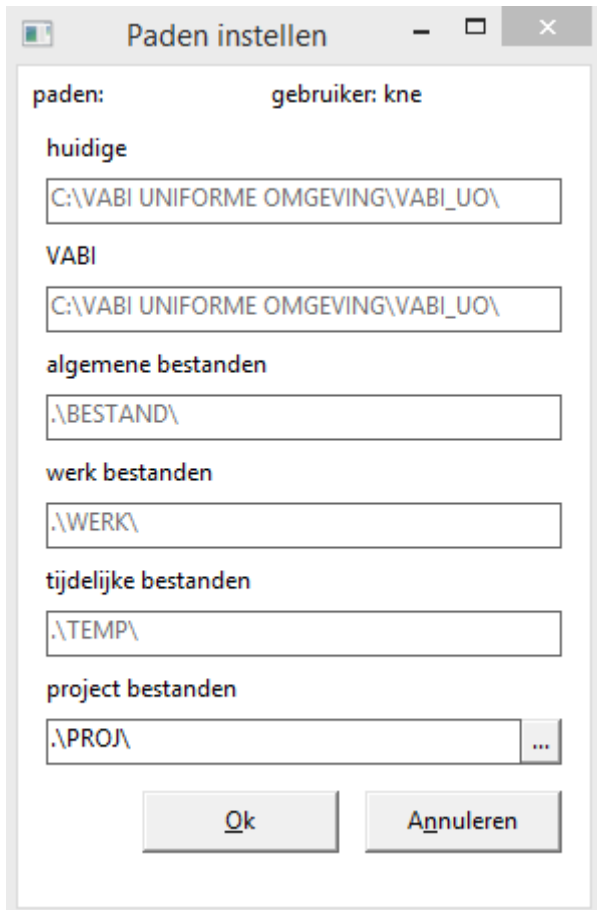 Paden instellen
paden: gebruiker: kne
huidige
C:\VABI UNIFORME OMGEVING\VABI_UO\
VABI
C:\VABI UNIFORME OMGEVING\VABI_UO\
algemene bestanden
.\BESTAND\
werk bestanden
.\WERK\
tijdelijke bestanden
.\TEMP\
project bestanden
.\PROJ\ ...
Ok Annuleren